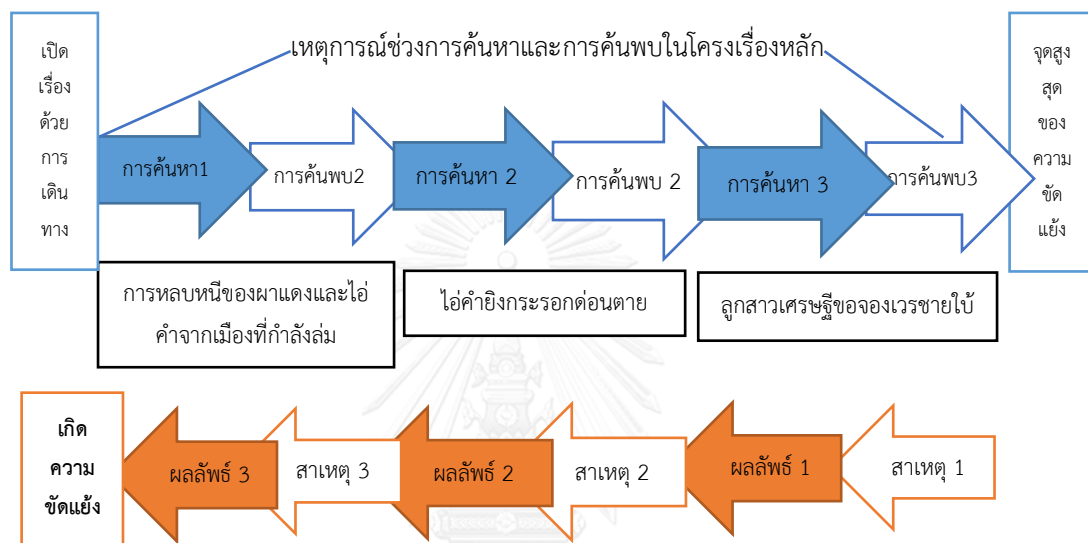 เปิด
เรื่อง
ด้วย
การ
เดิน
ทาง
เหตุการณ์ช่วงการค้นหาและการค้นพบในโครงเรื่องหลัก
จุดสูง
สุด
ของ
ความ
ขัด
แย้ง
การค้นหา1
การค้นพบ2
การค้นหา 2
การค้นพบ 2
การค้นหา 3
การค้นพบ3
การหลบหนีของผาแดงและไอ่
คำจากเมืองที่กำลังล่ม
ไอ่คำยิงกระรอกด่อนตาย
ลูกสาวเศรษฐีขอจองเวรชายใบ้
เกิด
ความ
ขัดแย้ง
ผลลัพธ์ 3
สาเหตุ 3
ผลลัพธ์ 2
สาเหตุ 2
ผลลัพธ์ 1
สาเหตุ 1